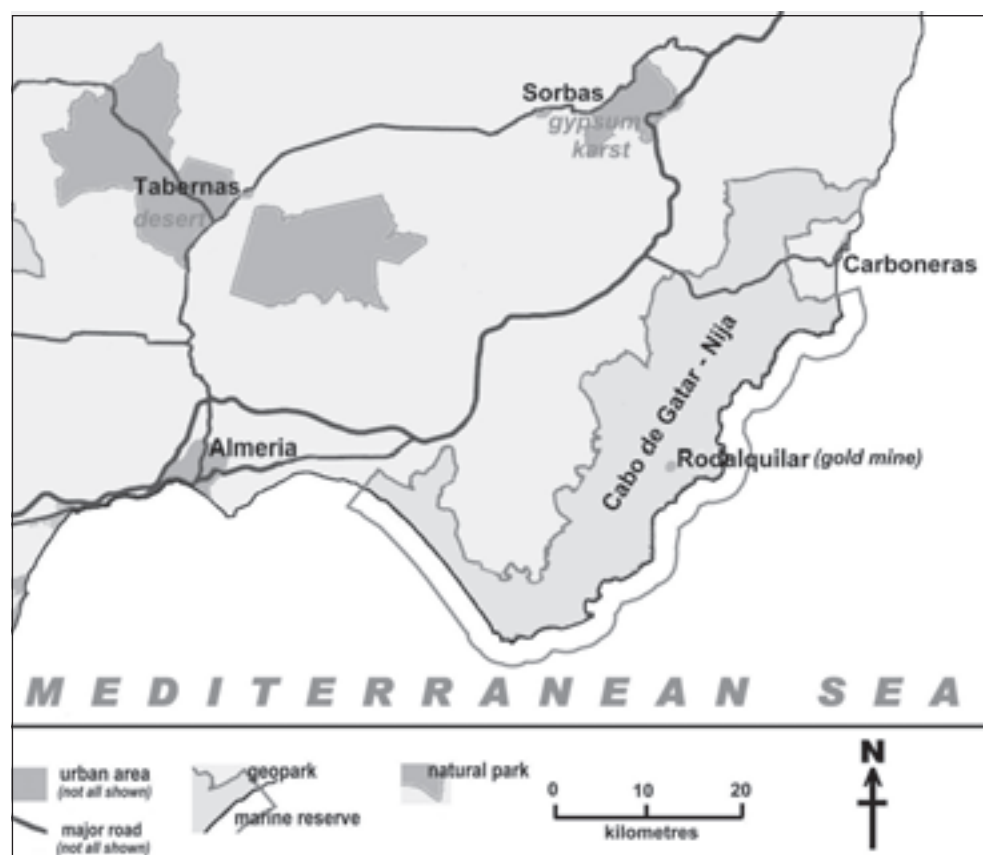 Sorbas
gypsum
karst
Tabernas
desert
Carboneras
Cabo de Gatar - Nija
Almeria
Rodalquilar (gold mine)
MEDITERRANEAN SEA
urban area
(not all shown)
major road
(not all shown)
geopark
marine reserve
natural park
0 10 20
kilometres
N